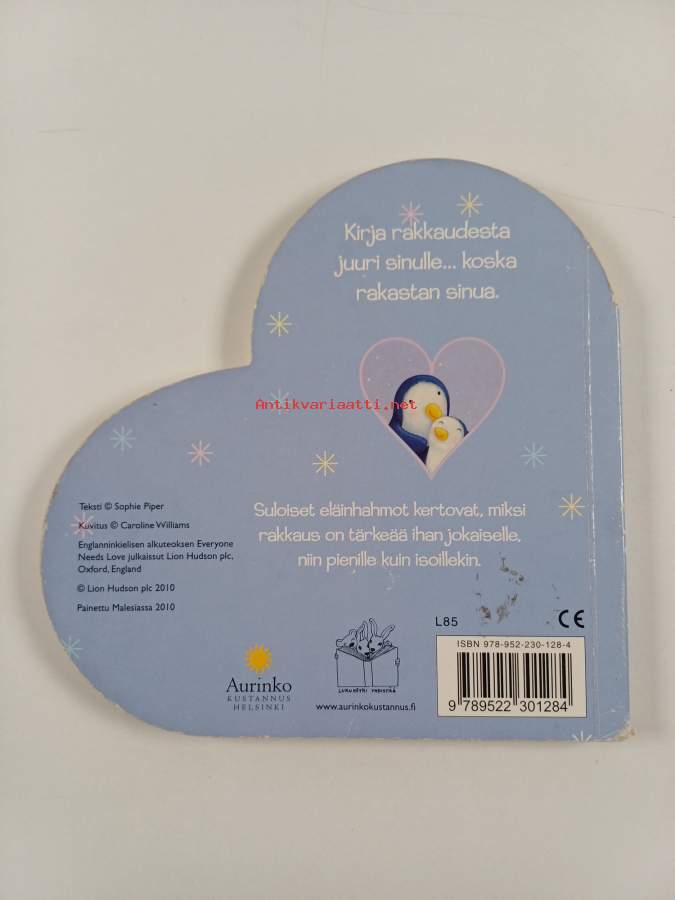 Kirja rakkaudesta
juuri sinulle... koska
rakastan sinua.
Antikvariaatti.net
Suloiset eläinhahmot kertovat, miksi
rakkaus on tärkeää ihan jokaiselle,
niin pienille kuin isoillekin.
Teksti © Sophie Piper
Kuvitus © Caroline Williams
Englanninkielisen alkuteoksen Everyone
Needs Love julkaissut Lion Hudson plc,
Oxford, England
© Lion Hudson plc 2010
Painettu Malesiassa 2010
Aurinko
KUSTANNUS
HELSINKI
LUKUKÖYRI YHDISTÄÄ
www.aurinkokustannus.fi
L85
CE
ISBN 978-952-230-128-4
9 789522 301284